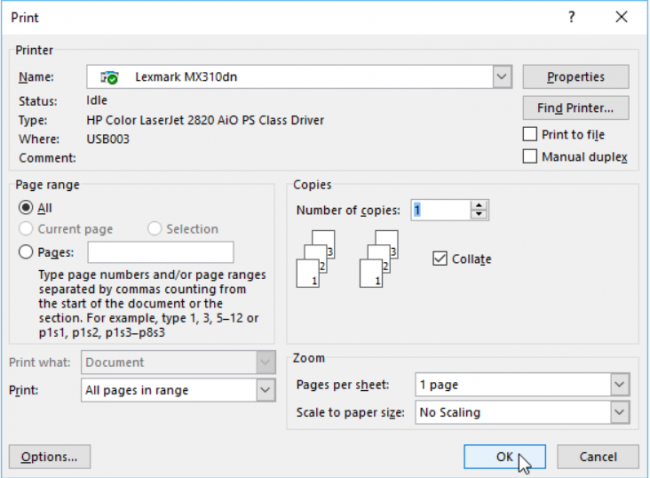 Print
? 
Printer
Name: Lexmark MX310dn
Properties
Status: Idle
Find Printer...
Type: HP Color LaserJet 2820 AiO PS Class Driver
Where: USB003
Print to file
Comment:
Manual duplex
Page range
All
Current page Selection
Pages:
Type page numbers and/or page ranges
separated by commas counting from
the start of the document or the
section. For example, type 1, 3, 5–12 or
p1s1, p1s2, p1s3–p8s3
Copies
Number of copies: 1
3 3
2 2
1 1
Collate
Print what: Document
Print: All pages in range
Zoom
Pages per sheet: 1 page
Scale to paper size: No Scaling
Options...
OK
Cancel